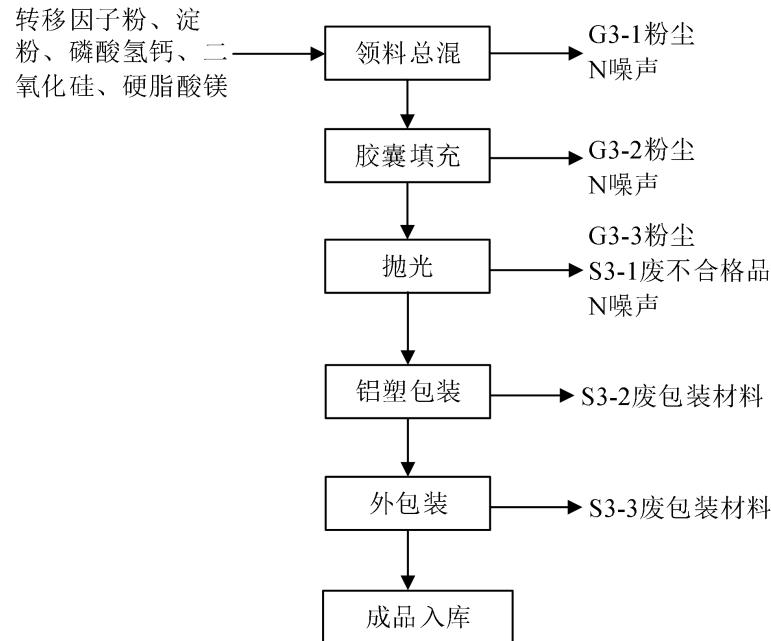 转移因子粉、淀
粉、磷酸氢钙、二
氧化硅、硬脂酸镁
领料总混
G3-1粉尘
N噪声
胶囊填充
G3-2粉尘
N噪声
抛光
G3-3粉尘
S3-1废不合格品
N噪声
铝塑包装
S3-2废包装材料
外包装
S3-3废包装材料
成品入库